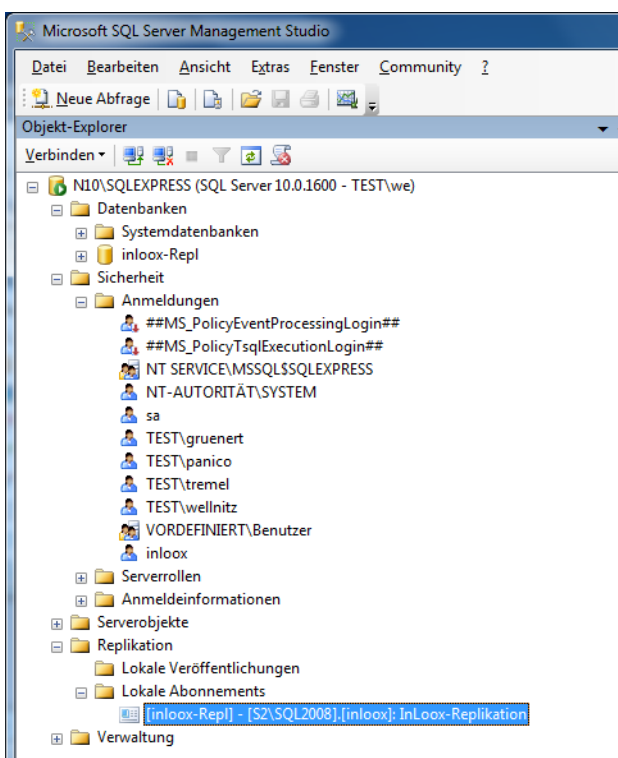 Microsoft SQL Server Management Studio
Datei Bearbeiten Ansicht Extras Fenster Community ?
Neue Abfrage
Objekt-Explorer
Verbinden
N10\SQLEXPRESS (SQL Server 10.0.1600 - TEST\we)
Datenbanken
Systemdatenbanken
inloox-Repl
Sicherheit
Anmeldungen
##MS_PolicyEventProcessingLogin##
##MS_PolicyTsqlExecutionLogin##
NT SERVICE\MSSQL$SQLEXPRESS
NT-AUTORITÄT\SYSTEM
sa
TEST\gruenert
TEST\panico
TEST\tremel
TEST\wellnitz
VORDEFINIERT\Benutzer
inloox
Serverrollen
Anmeldeinformationen
Serverobjekte
Replikation
Lokale Veröffentlichungen
Lokale Abonnements
[inloox-Repl] - [S2\SQL2008].[inloox]: InLoox-Replikation
Verwaltung